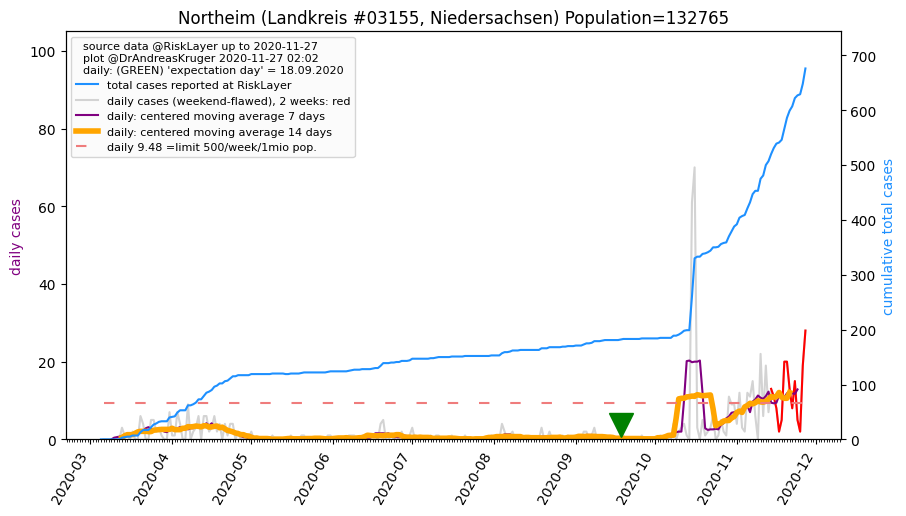 Northeim (Landkreis #03155, Niedersachsen) Population=132765
source data @RiskLayer up to 2020-11-27
plot @DrAndreasKruger 2020-11-27 02:02
daily: (GREEN) 'expectation day' = 18.09.2020
total cases reported at RiskLayer
daily cases (weekend-flawed), 2 weeks: red
daily: centered moving average 7 days
daily: centered moving average 14 days
daily 9.48 =limit 500/week/1mio pop.
daily cases
100
80
60
40
20
0
cumulative total cases
700
600
500
400
300
200
100
0
2020-03
2020-04
2020-05
2020-06
2020-07
2020-08
2020-09
2020-10
2020-11
2020-12